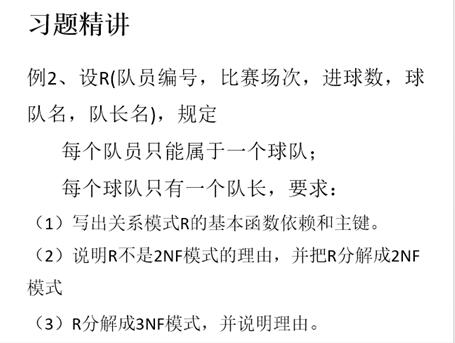 习题精讲
例2、设R(队员编号，比赛场次，进球数，球
队名，队长名)，规定
每个队员只能属于一个球队；
每个球队只有一个队长，要求：
（1）写出关系模式R的基本函数依赖和主键。
（2）说明R不是2NF模式的理由，并把R分解成2NF
模式
（3）R分解成3NF模式，并说明理由。